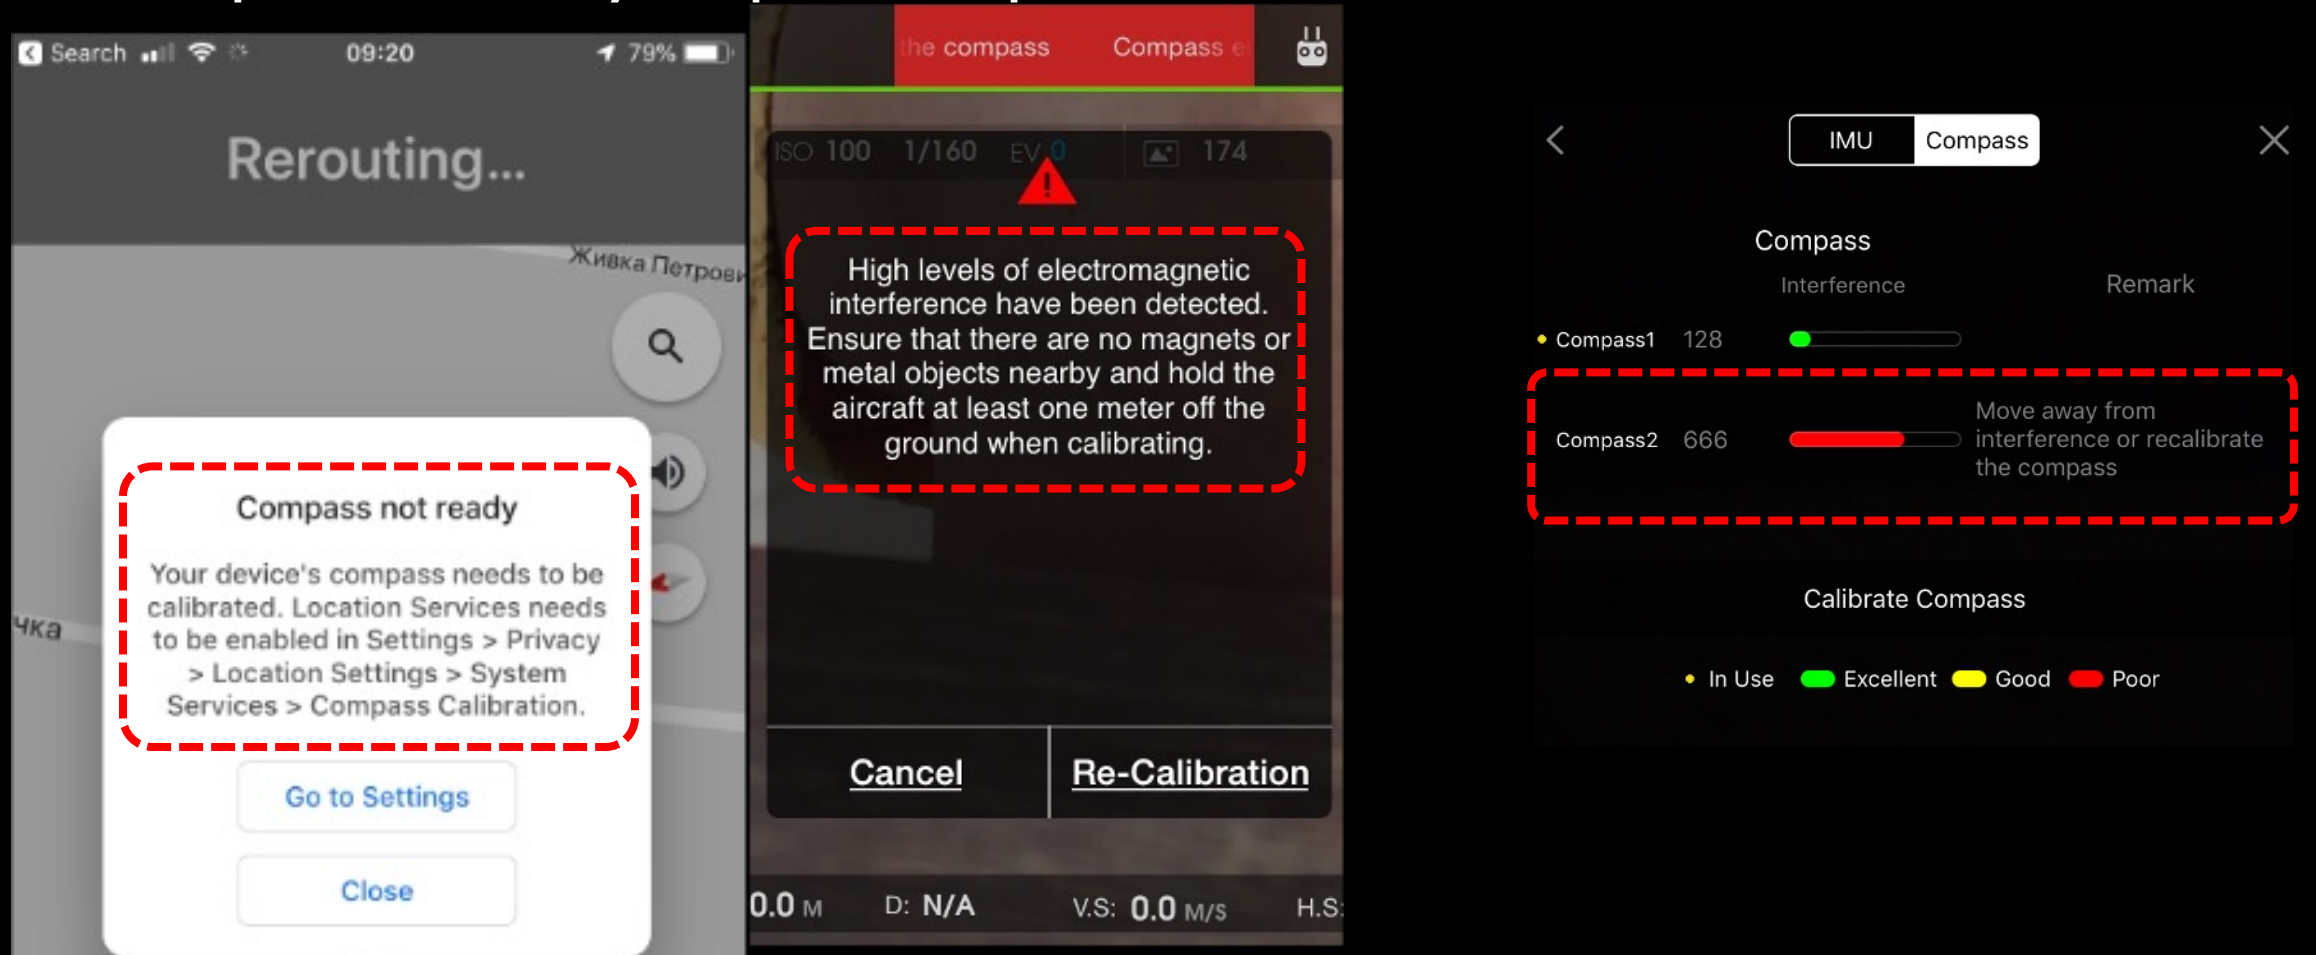 Search
09:20
79%
Rerouting...
Живка Петрови
чка
Compass not ready
Your device's compass needs to be
calibrated. Location Services needs
to be enabled in Settings > Privacy
> Location Settings > System
Services > Compass Calibration.
Go to Settings
Close
the compass Compass e
ISO 100 1/160 EV 0 174
!
High levels of electromagnetic
interference have been detected.
Ensure that there are no magnets or
metal objects nearby and hold the
aircraft at least one meter off the
ground when calibrating.
Cancel Re-Calibration
0.0 M D: N/A V.S: 0.0 M/S H.S:
IMU Compass
Compass
Interference Remark
Compass1 128
Compass2 666
Move away from
interference or recalibrate
the compass
Calibrate Compass
In Use Excellent Good Poor